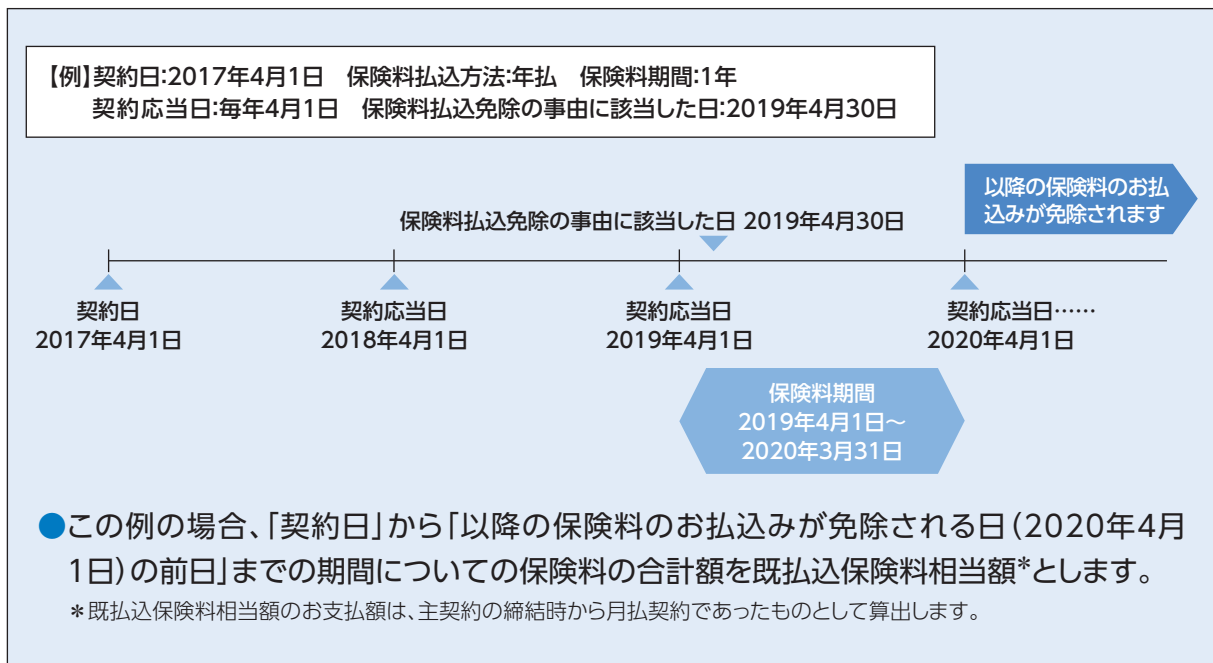 【例】契約日:2017年4月1日　保険料払込方法:年払　保険料期間:1年
契約応当日:毎年4月1日　保険料払込免除の事由に該当した日:2019年4月30日
以降の保険料のお払
込みが免除されます
保険料払込免除の事由に該当した日 2019年4月30日
契約日
2017年4月1日
契約応当日
2018年4月1日
契約応当日
2019年4月1日
契約応当日……
2020年4月1日
保険料期間
2019年4月1日～
2020年3月31日
●この例の場合、「契約日」から「以降の保険料のお払込みが免除される日(2020年4月
1日)の前日」までの期間についての保険料の合計額を既払込保険料相当額*とします。
*既払込保険料相当額のお支払額は、主契約の締結時から月払契約であったものとして算出します。